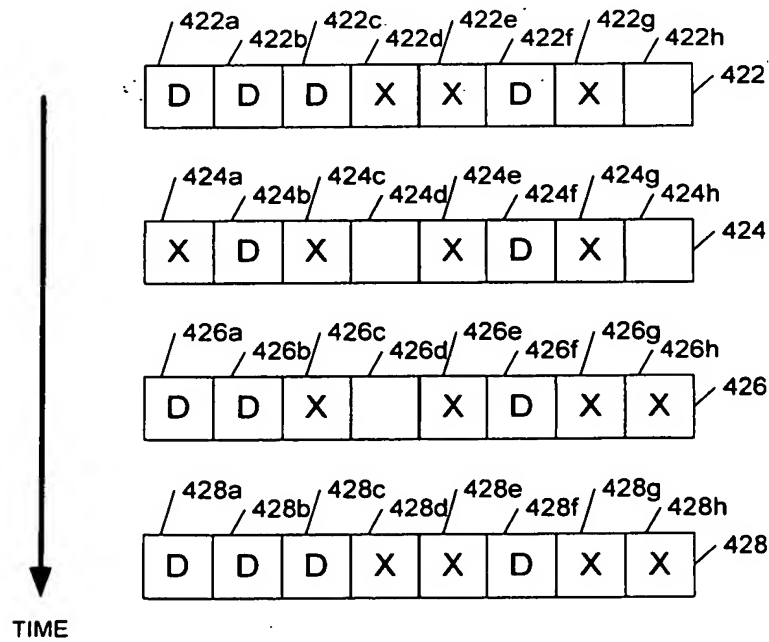 422a 422b 422c 422d 422e 422f 422g 422h
D D D X X D X 422
424a 424b 424c 424d 424e 424f 424g 424h
X D X X D X 424
426a 426b 426c 426d 426e 426f 426g 426h
D D X X D X X 426
428a 428b 428c 428d 428e 428f 428g 428h
D D D X X D X X 428
TIME